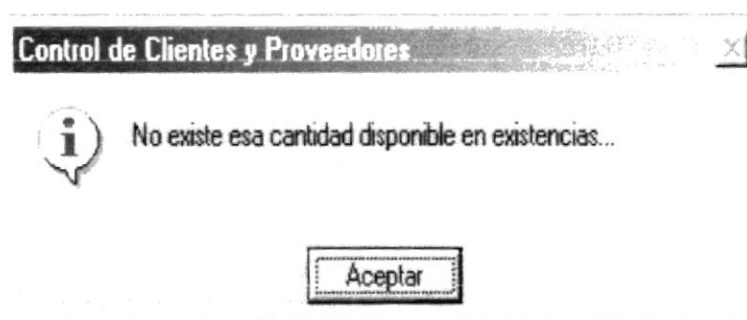 Control de Clientes y Proveedores
No existe esa cantidad disponible en existencias...
Aceptar